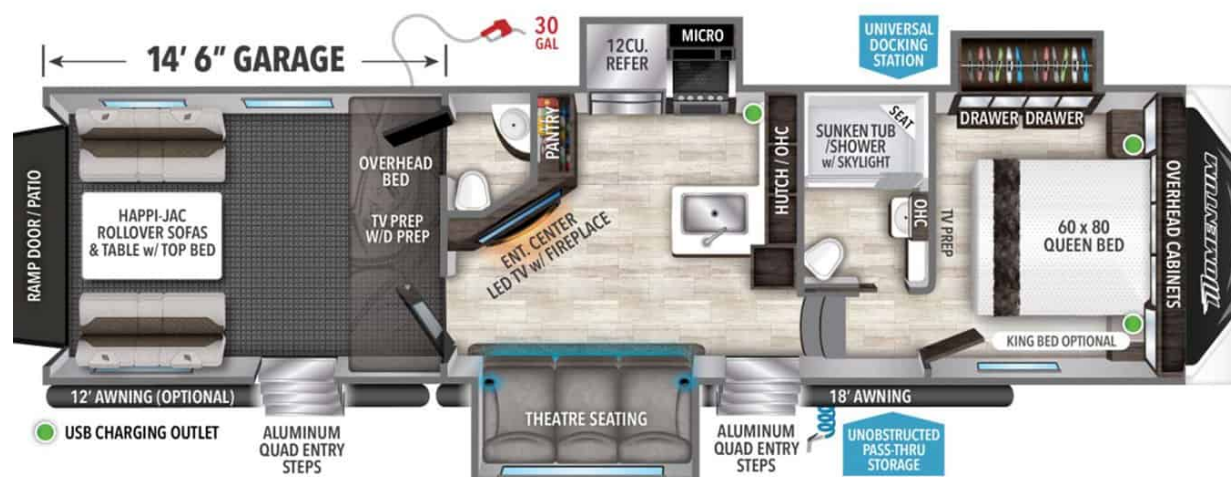 30
GAL
14' 6" GARAGE
12CU.
REFER
MICRO
UNIVERSAL
DOCKING
STATION
PANTRY
SEAT
DRAWER DRAWER
RAMP DOOR / PATIO
OVERHEAD
BED
TV PREP
W/D PREP
HAPPI-JAC
ROLLOVER SOFAS
& TABLE w/ TOP BED
ENT. CENTER
LED TV w/ FIREPLACE
HUTCH / OHC
SUNKEN TUB
/SHOWER
w/ SKYLIGHT
OHC
TV PREP
60 x 80
QUEEN BED
OVERHEAD CABINETS
MOMENTUM
KING BED OPTIONAL
12' AWNING (OPTIONAL)
THEATRE SEATING
18' AWNING
USB CHARGING OUTLET
ALUMINUM
QUAD ENTRY
STEPS
ALUMINUM
QUAD ENTRY
STEPS
UNOBSTRUCTED
PASS-THRU
STORAGE